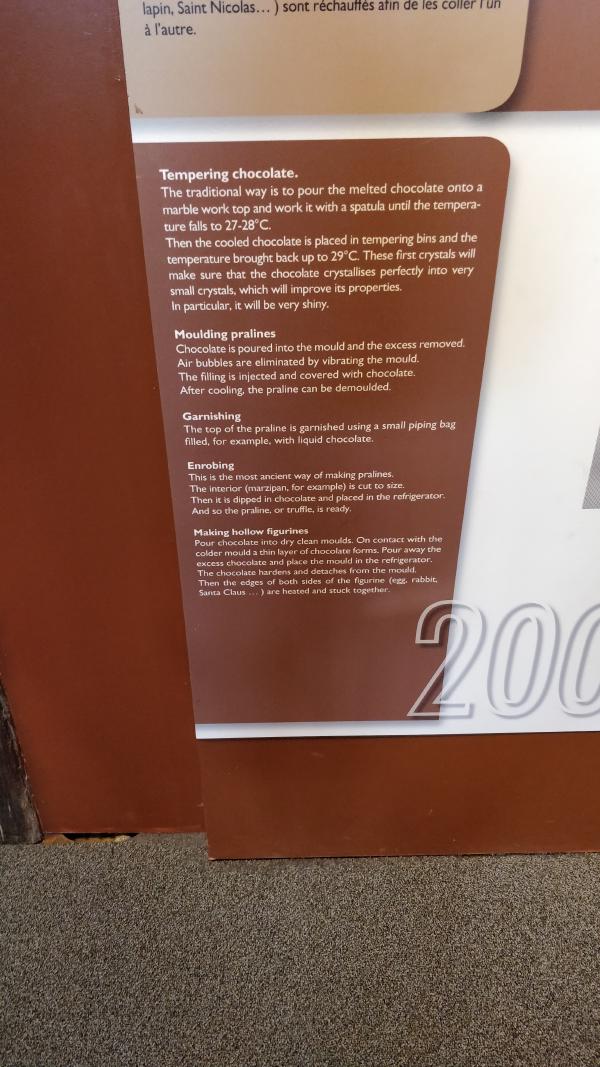 lapin, Saint Nicolas... ) sont réchauffés afin de les coller l'un
à l'autre.
Tempering chocolate.
The traditional way is to pour the melted chocolate onto a
marble work top and work it with a spatula until the tempera-
ture falls to 27-28°C.
Then the cooled chocolate is placed in tempering bins and the
temperature brought back up to 29°C. These first crystals will
make sure that the chocolate crystallises perfectly into very
small crystals, which will improve its properties.
In particular, it will be very shiny.
Moulding pralines
Chocolate is poured into the mould and the excess removed.
Air bubbles are eliminated by vibrating the mould.
The filling is injected and covered with chocolate.
After cooling, the praline can be demoulded.
Garnishing
The top of the praline is garnished using a small piping bag
filled, for example, with liquid chocolate.
Enrobing
This is the most ancient way of making pralines.
The interior (marzipan, for example) is cut to size.
Then it is dipped in chocolate and placed in the refrigerator.
And so the praline, or truffle, is ready.
Making hollow figurines
Pour chocolate into dry clean moulds. On contact with the
colder mould a thin layer of chocolate forms. Pour away the
excess chocolate and place the mould in the refrigerator.
The chocolate hardens and detaches from the mould.
Then the edges of both sides of the figurine (egg, rabbit,
Santa Claus ... ) are heated and stuck together.
200